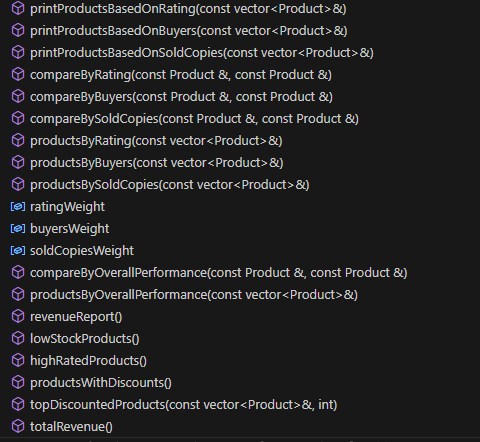 printProductsBasedOnRating(const vector<Product>&)
printProductsBasedOnBuyers(const vector<Product>&)
printProductsBasedOnSoldCopies(const vector<Product>&)
compareByRating(const Product &, const Product &)
compareByBuyers(const Product &, const Product &)
compareBySoldCopies(const Product &, const Product &)
productsByRating(const vector<Product>&)
productsByBuyers(const vector<Product>&)
productsBySoldCopies(const vector<Product>&)
ratingWeight
buyersWeight
soldCopiesWeight
compareByOverallPerformance(const Product &, const Product &)
productsByOverallPerformance(const vector<Product>&)
revenueReport()
lowStockProducts()
highRatedProducts()
productsWithDiscounts()
topDiscountedProducts(const vector<Product>&, int)
totalRevenue()